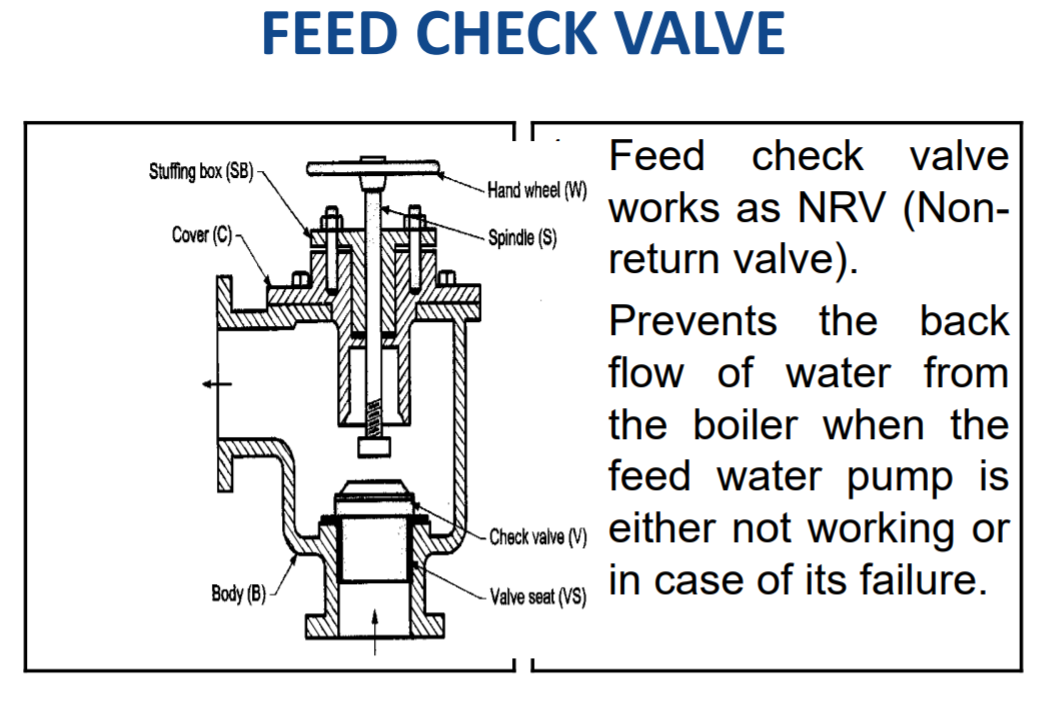 FEED CHECK VALVE
Stuffing box (SB)
Hand wheel (W)
Cover (C)
Spindle (S)
Check valve (V)
Body (B)
Valve seat (VS)
Feed check valve
works as NRV (Non-
return valve).
Prevents the back
flow of water from
the boiler when the
feed water pump is
either not working or
in case of its failure.